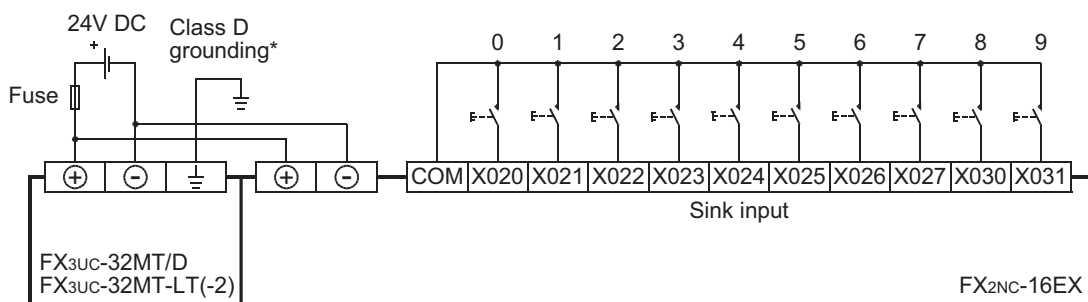 24V DC
+
Class D
grounding*
Fuse
0 1 2 3 4 5 6 7 8 9
+ - + - COM X020 X021 X022 X023 X024 X025 X026 X027 X030 X031
Sink input
FX3UC-32MT/D
FX3UC-32MT-LT(-2)
FX2NC-16EX